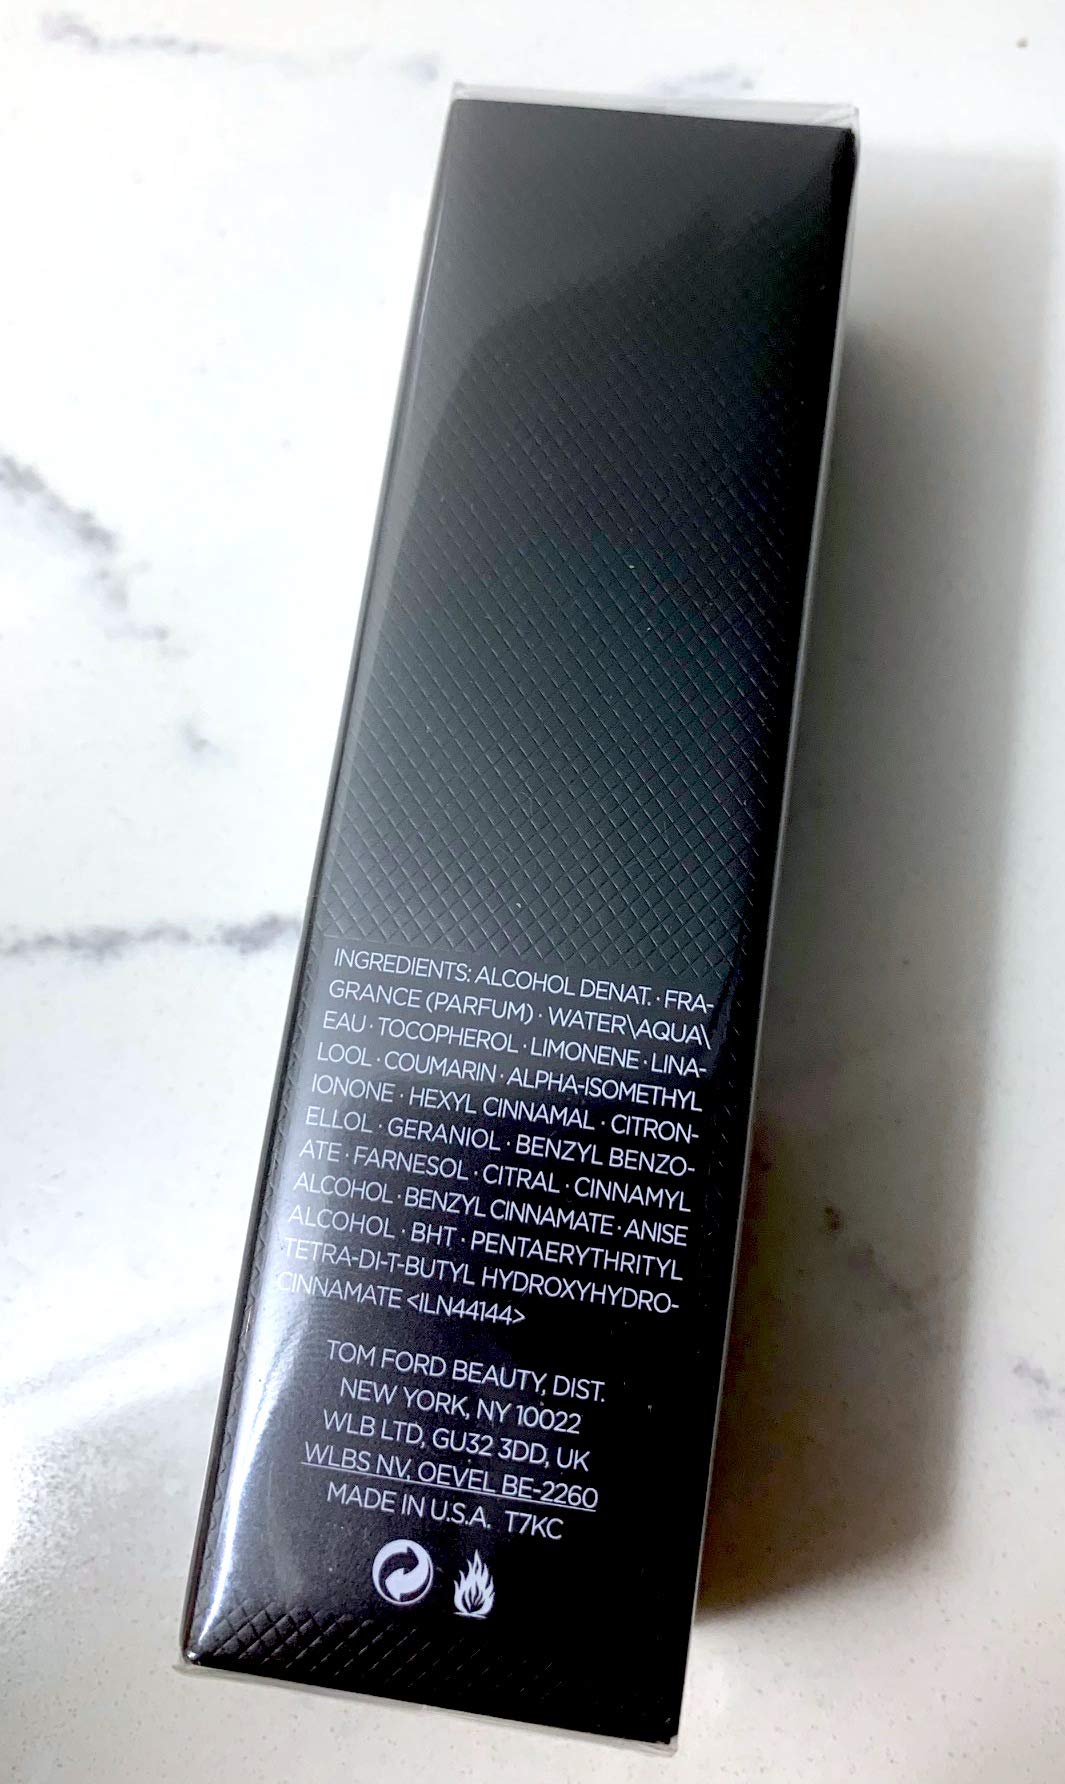 INGREDIENTS: ALCOHOL DENAT. · FRA-
GRANCE (PARFUM) · WATER\AQUA\
EAU · TOCOPHEROL · LIMONENE · LINA-
LOOL · COUMARIN · ALPHA-ISOMETHYL
IONONE · HEXYL CINNAMAL · CITRON-
ELLOL · GERANIOL · BENZYL BENZO-
ATE · FARNESOL · CITRAL · CINNAMYL
ALCOHOL · BENZYL CINNAMATE · ANISE
ALCOHOL · BHT · PENTAERYTHRITYL
TETRA-DI-T-BUTYL HYDROXYHYDRO-
CINNAMATE <ILN44144>
TOM FORD BEAUTY, DIST.
NEW YORK, NY 10022
WLB LTD, GU32 3DD, UK
WLBS NV, OEVEL BE-2260
MADE IN U.S.A. T7KC